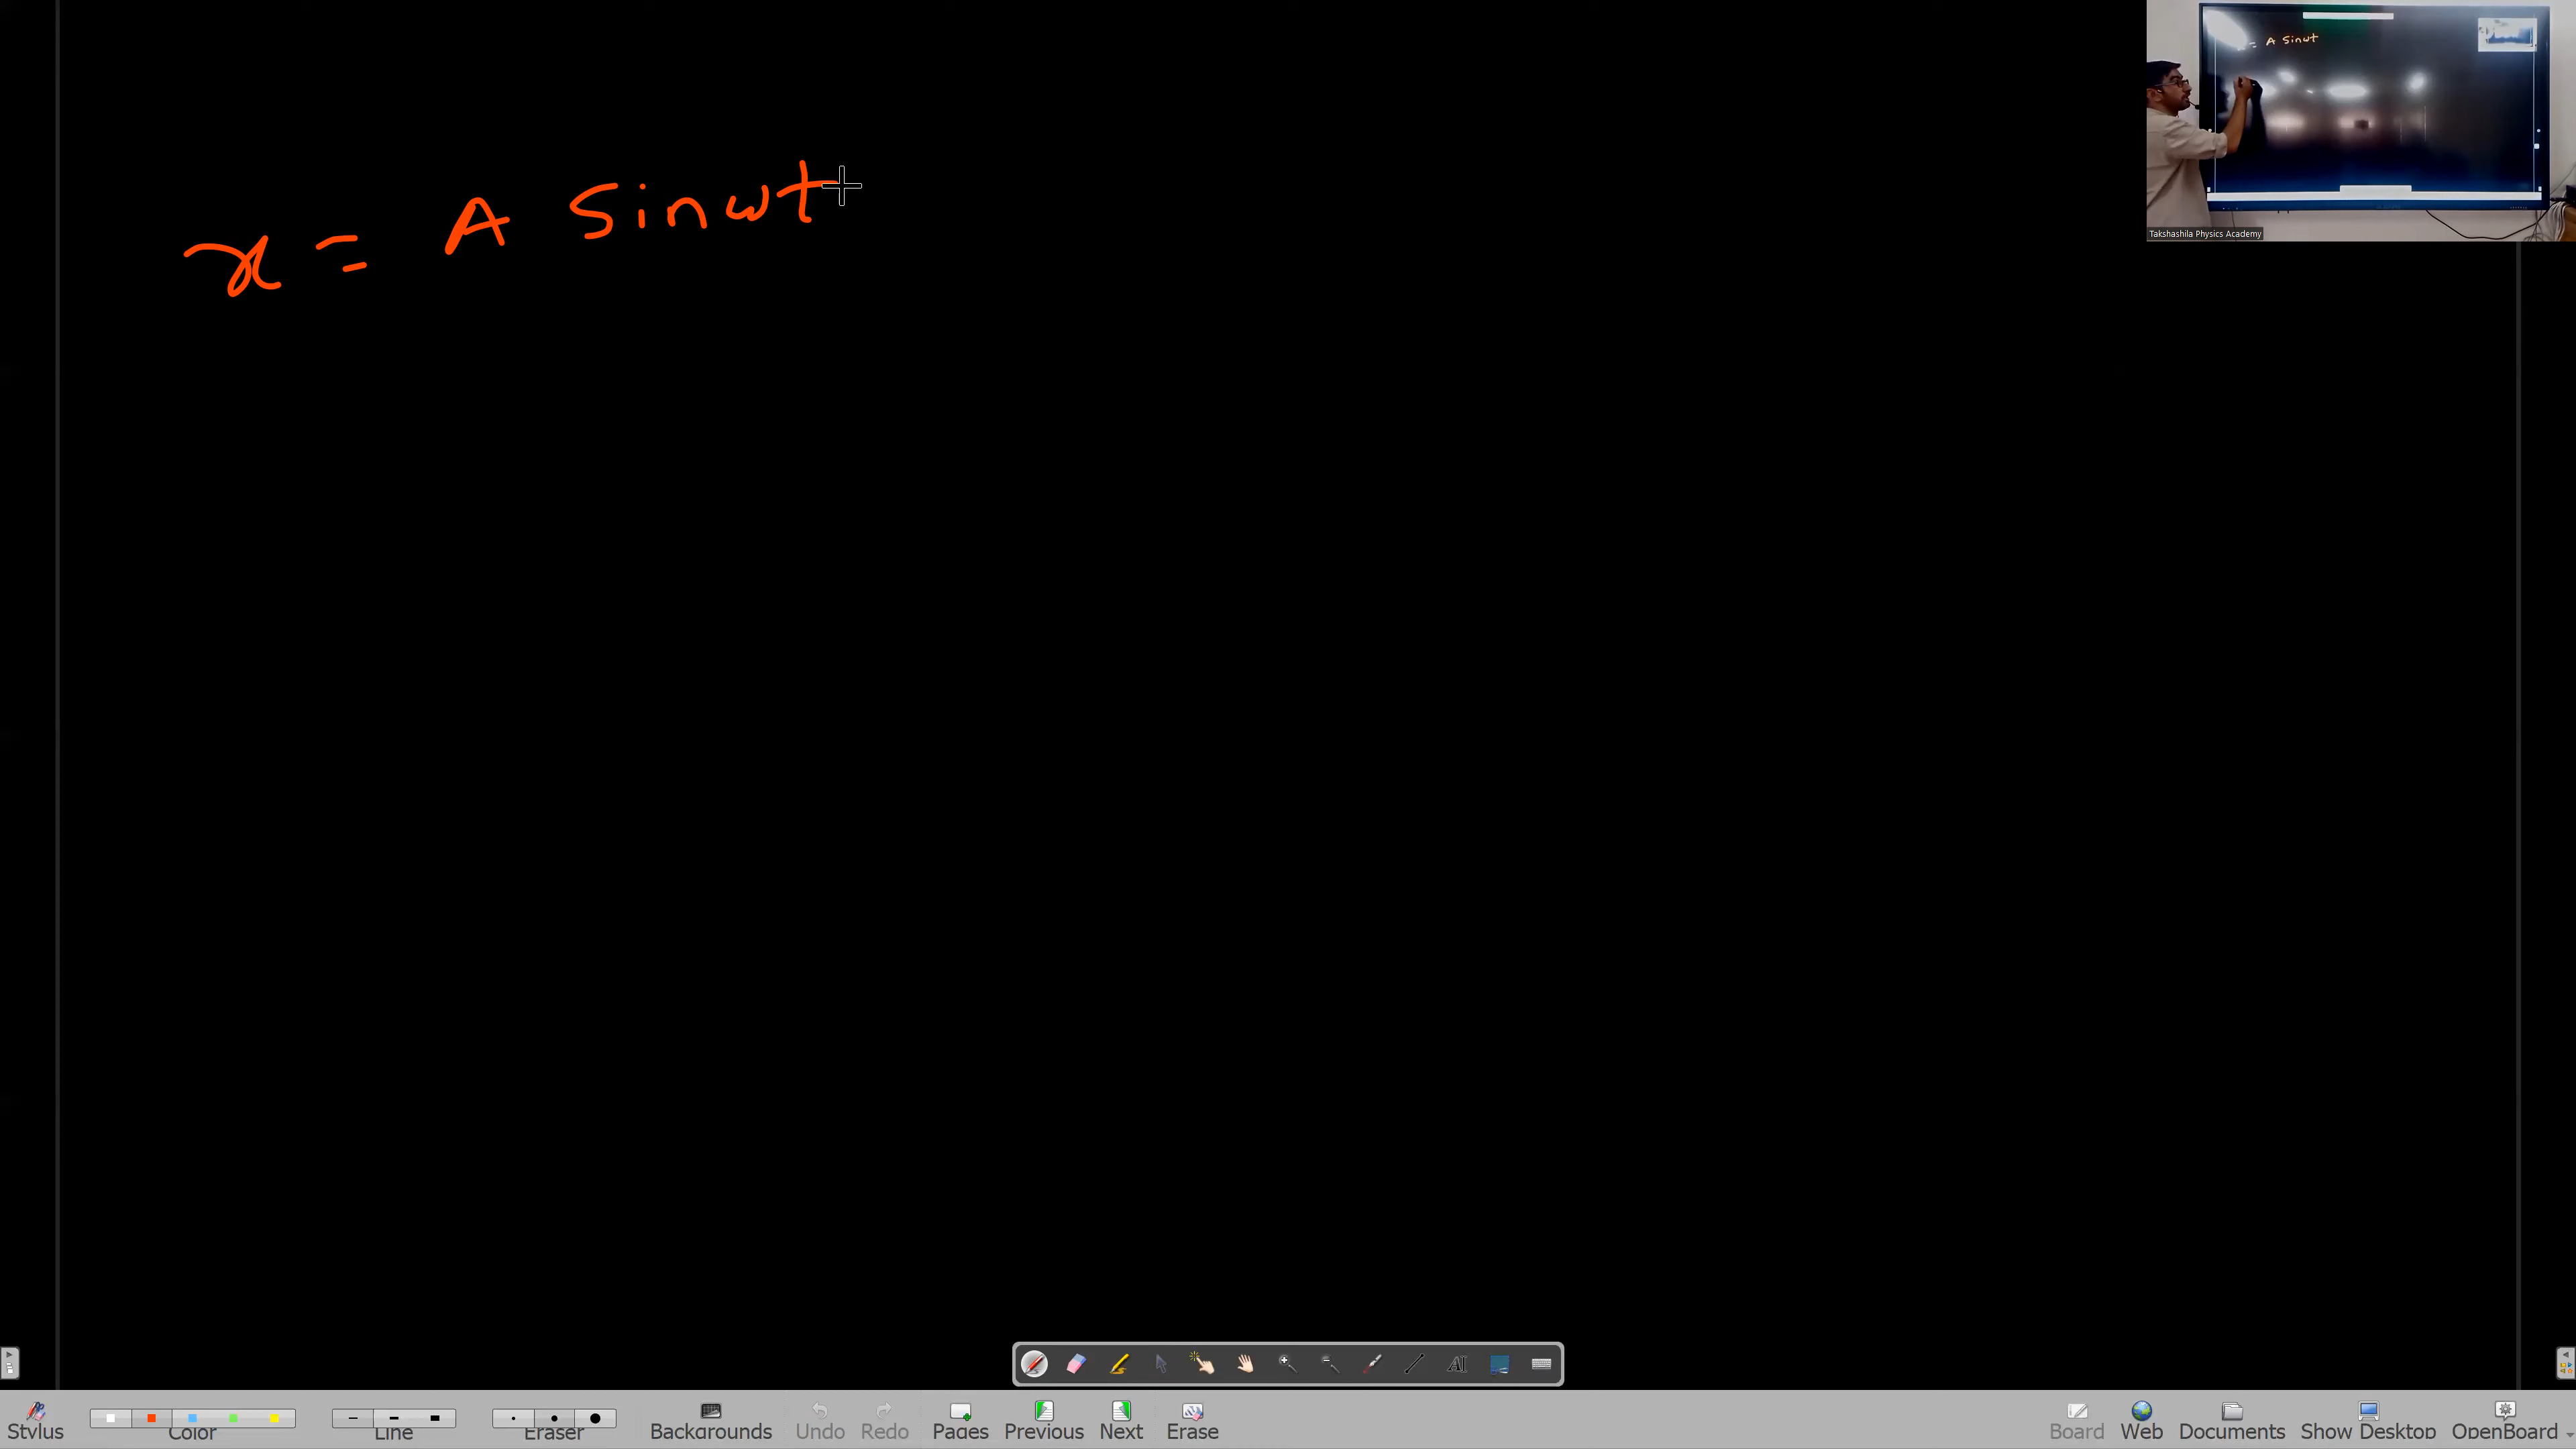 x = A sinωt
= A sinωt
Takshashila Physics Academy
Stylus
Color
Line
Eraser
Backgrounds
Undo
Redo
Pages
Previous
Next
Erase
Board
Web
Documents
Show Desktop
OpenBoard